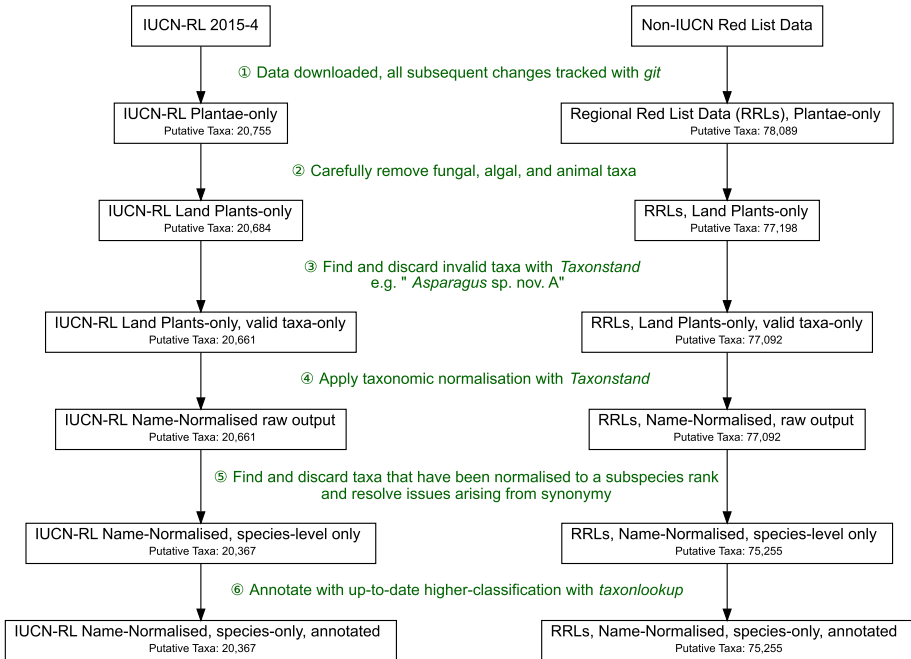 IUCN-RL 2015-4
Non-IUCN Red List Data
① Data downloaded, all subsequent changes tracked with git
IUCN-RL Plantae-only
Putative Taxa: 20,755
Regional Red List Data (RRLs), Plantae-only
Putative Taxa: 78,089
② Carefully remove fungal, algal, and animal taxa
IUCN-RL Land Plants-only
Putative Taxa: 20,684
RRLs, Land Plants-only
Putative Taxa: 77,198
③ Find and discard invalid taxa with Taxonstand
e.g. " Asparagus sp. nov. A"
IUCN-RL Land Plants-only, valid taxa-only
Putative Taxa: 20,661
RRLs, Land Plants-only, valid taxa-only
Putative Taxa: 77,092
④ Apply taxonomic normalisation with Taxonstand
IUCN-RL Name-Normalised raw output
Putative Taxa: 20,661
RRLs, Name-Normalised, raw output
Putative Taxa: 77,092
⑤ Find and discard taxa that have been normalised to a subspecies rank
and resolve issues arising from synonymy
IUCN-RL Name-Normalised, species-level only
Putative Taxa: 20,367
RRLs, Name-Normalised, species-level only
Putative Taxa: 75,255
⑥ Annotate with up-to-date higher-classification with taxonlookup
IUCN-RL Name-Normalised, species-only, annotated
Putative Taxa: 20,367
RRLs, Name-Normalised, species-only, annotated
Putative Taxa: 75,255